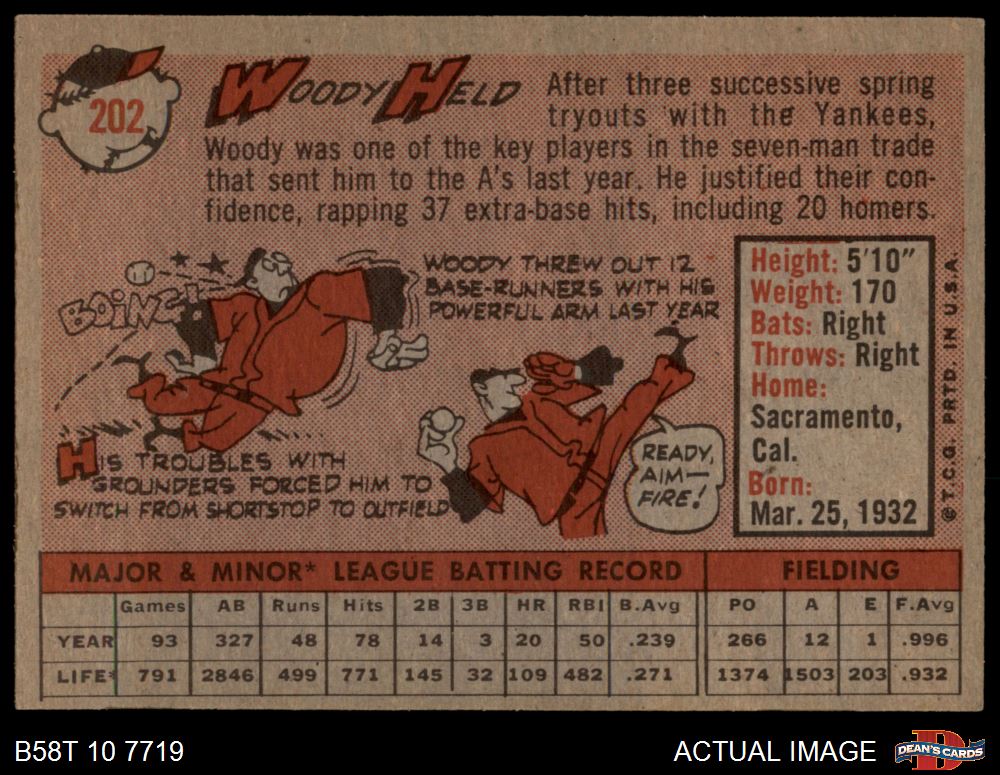 202
WOODY HELD
After three successive spring
tryouts with the Yankees,
Woody was one of the key players in the seven-man trade
that sent him to the A's last year. He justified their con-
fidence, rapping 37 extra-base hits, including 20 homers.
BOING!
WOODY THREW OUT 12
BASE-RUNNERS WITH HIS
POWERFUL ARM LAST YEAR
HIS TROUBLES WITH
GROUNDERS FORCED HIM TO
SWITCH FROM SHORTSTOP TO OUTFIELD
READY,
AIM—
FIRE!
Height: 5'10"
Weight: 170
Bats: Right
Throws: Right
Home:
Sacramento,
Cal.
Born:
Mar. 25, 1932
©T.C.G. PRTD. IN U.S.A.
MAJOR & MINOR* LEAGUE BATTING RECORD FIELDING
Games AB Runs Hits 2B 3B HR RBI B.Avg PO A E F.Avg
YEAR 93 327 48 78 14 3 20 50 .239 266 12 1 .996
LIFE* 791 2846 499 771 145 32 109 482 .271 1374 1503 203 .932
B58T 10 7719
ACTUAL IMAGE
D
DEAN'S CARDS